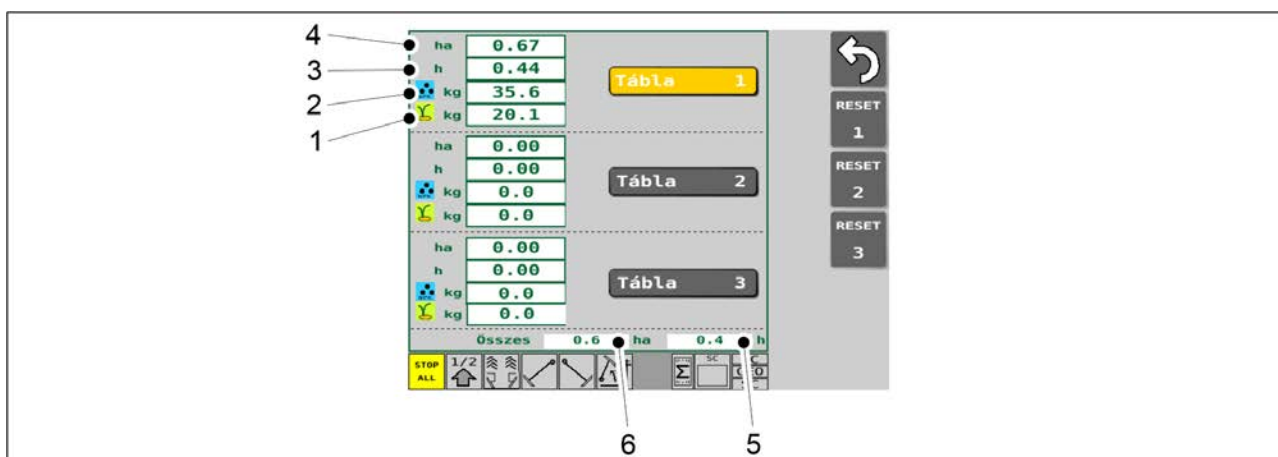 4 ha 0.67
3 h 0.44
2 kg 35.6
1 kg 20.1
Tábla 1
ha 0.00
h 0.00
kg 0.0
kg 0.0
Tábla 2
ha 0.00
h 0.00
kg 0.0
kg 0.0
Tábla 3
Összes 0.6 ha 0.4 h
STOP ALL
1/2
Σ
SC
RESET 1
RESET 2
RESET 3
6 5